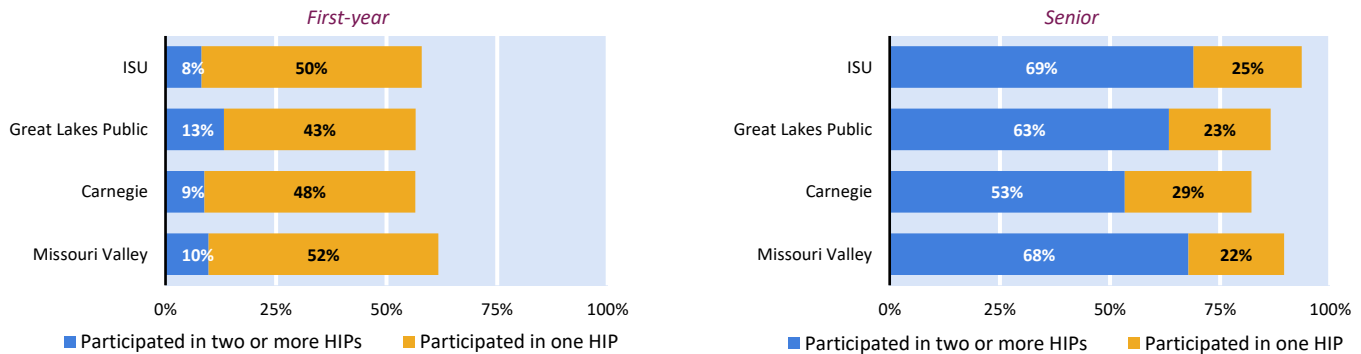 First-year
ISU 8% 50%
Great Lakes Public 13% 43%
Carnegie 9% 48%
Missouri Valley 10% 52%
0% 25% 50% 75% 100%
Participated in two or more HIPs Participated in one HIP
Senior
ISU 69% 25%
Great Lakes Public 63% 23%
Carnegie 53% 29%
Missouri Valley 68% 22%
0% 25% 50% 75% 100%
Participated in two or more HIPs Participated in one HIP